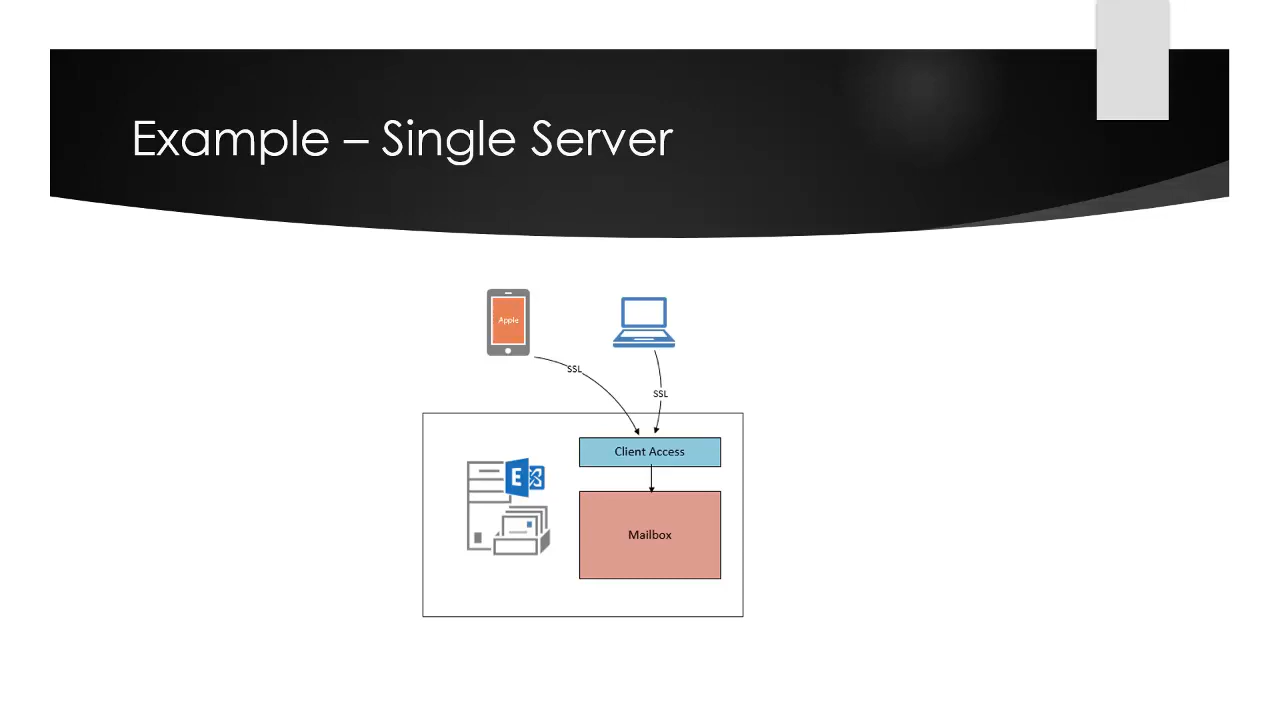 Example – Single Server
Apple
SSL
SSL
Client Access
E
Mailbox